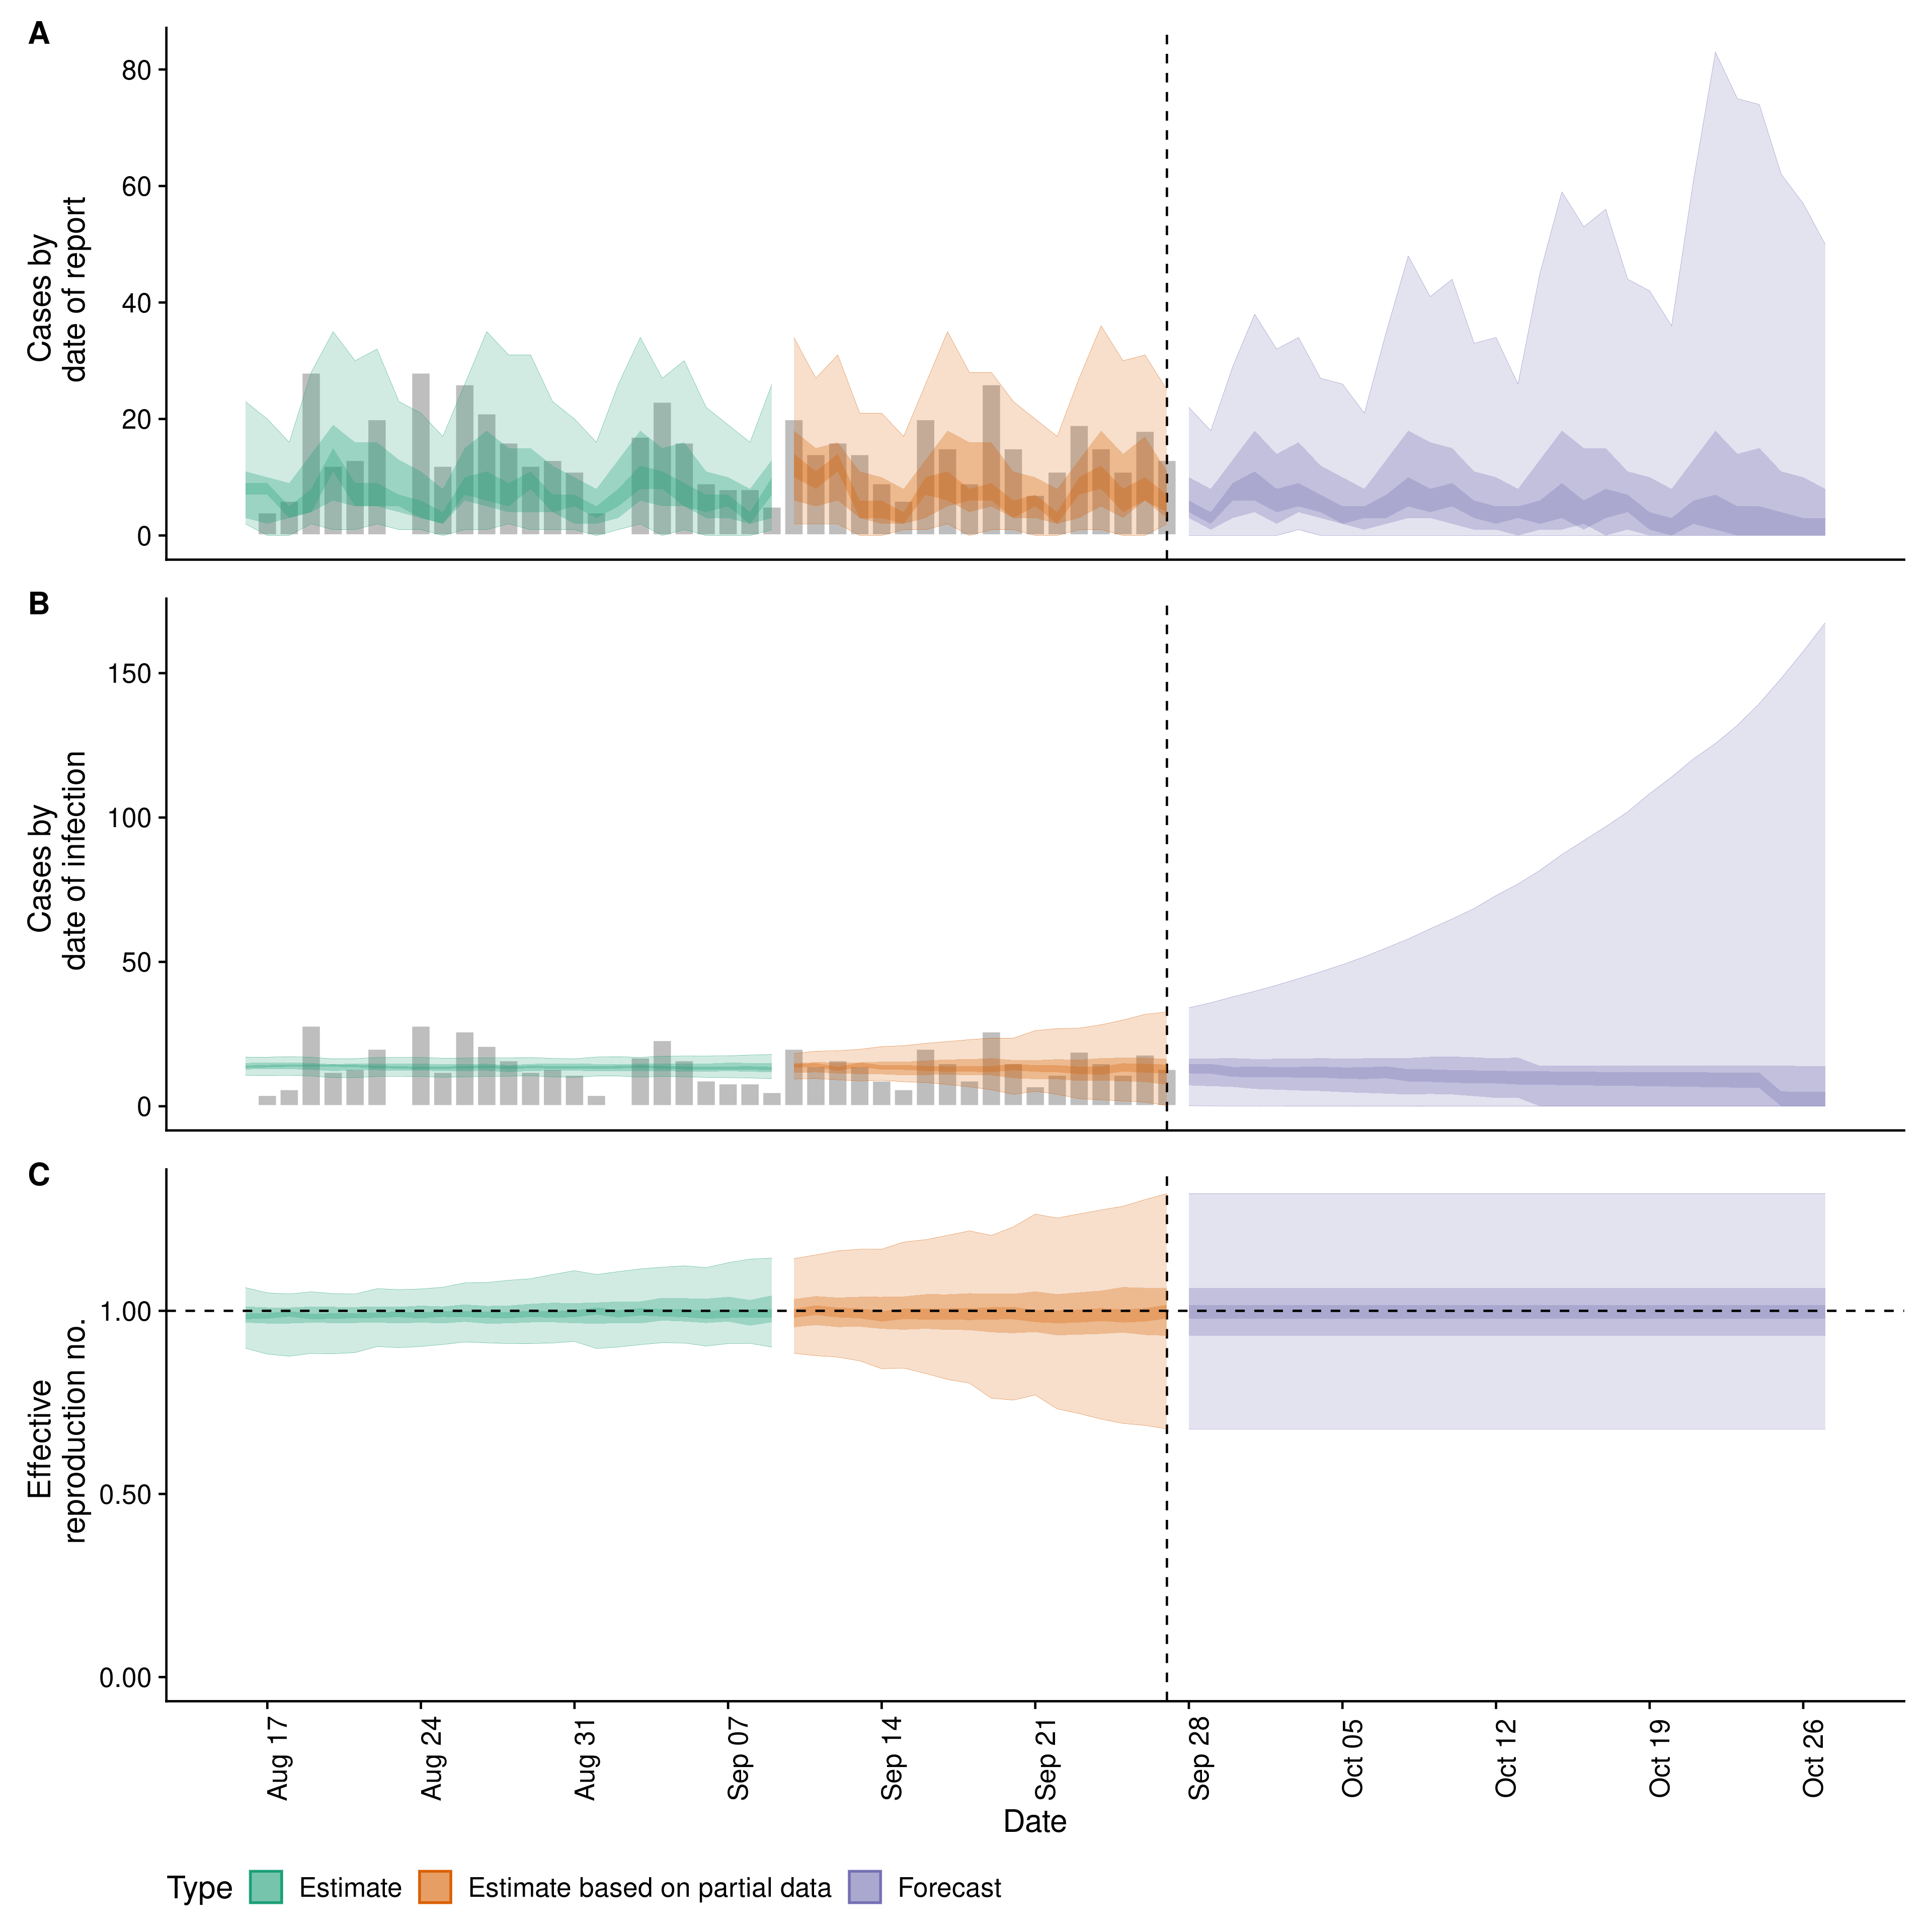 A
Cases by
date of report
80
60
40
20
0
B
Cases by
date of infection
150
100
50
0
C
Effective
reproduction no.
1.00
0.50
0.00
Aug 17
Aug 24
Aug 31
Sep 07
Sep 14
Sep 21
Sep 28
Oct 05
Oct 12
Oct 19
Oct 26
Date
Type Estimate Estimate based on partial data Forecast